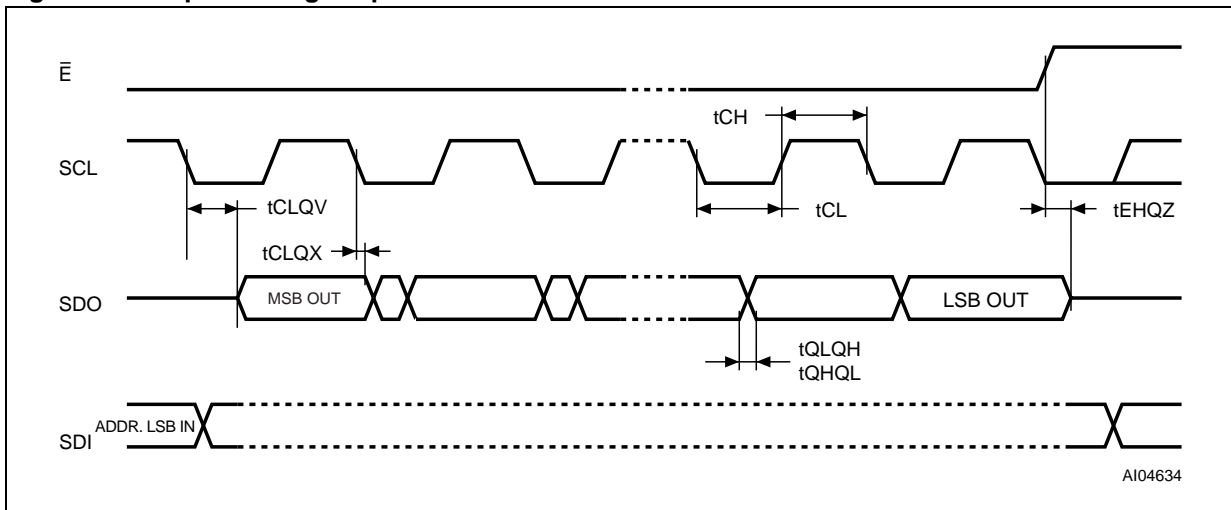 Ē
tCH
SCL
tCLQV
tCL
tEHQZ
tCLQX
SDO
MSB OUT
LSB OUT
tQLQH
tQHQL
ADDR. LSB IN
SDI
AI04634